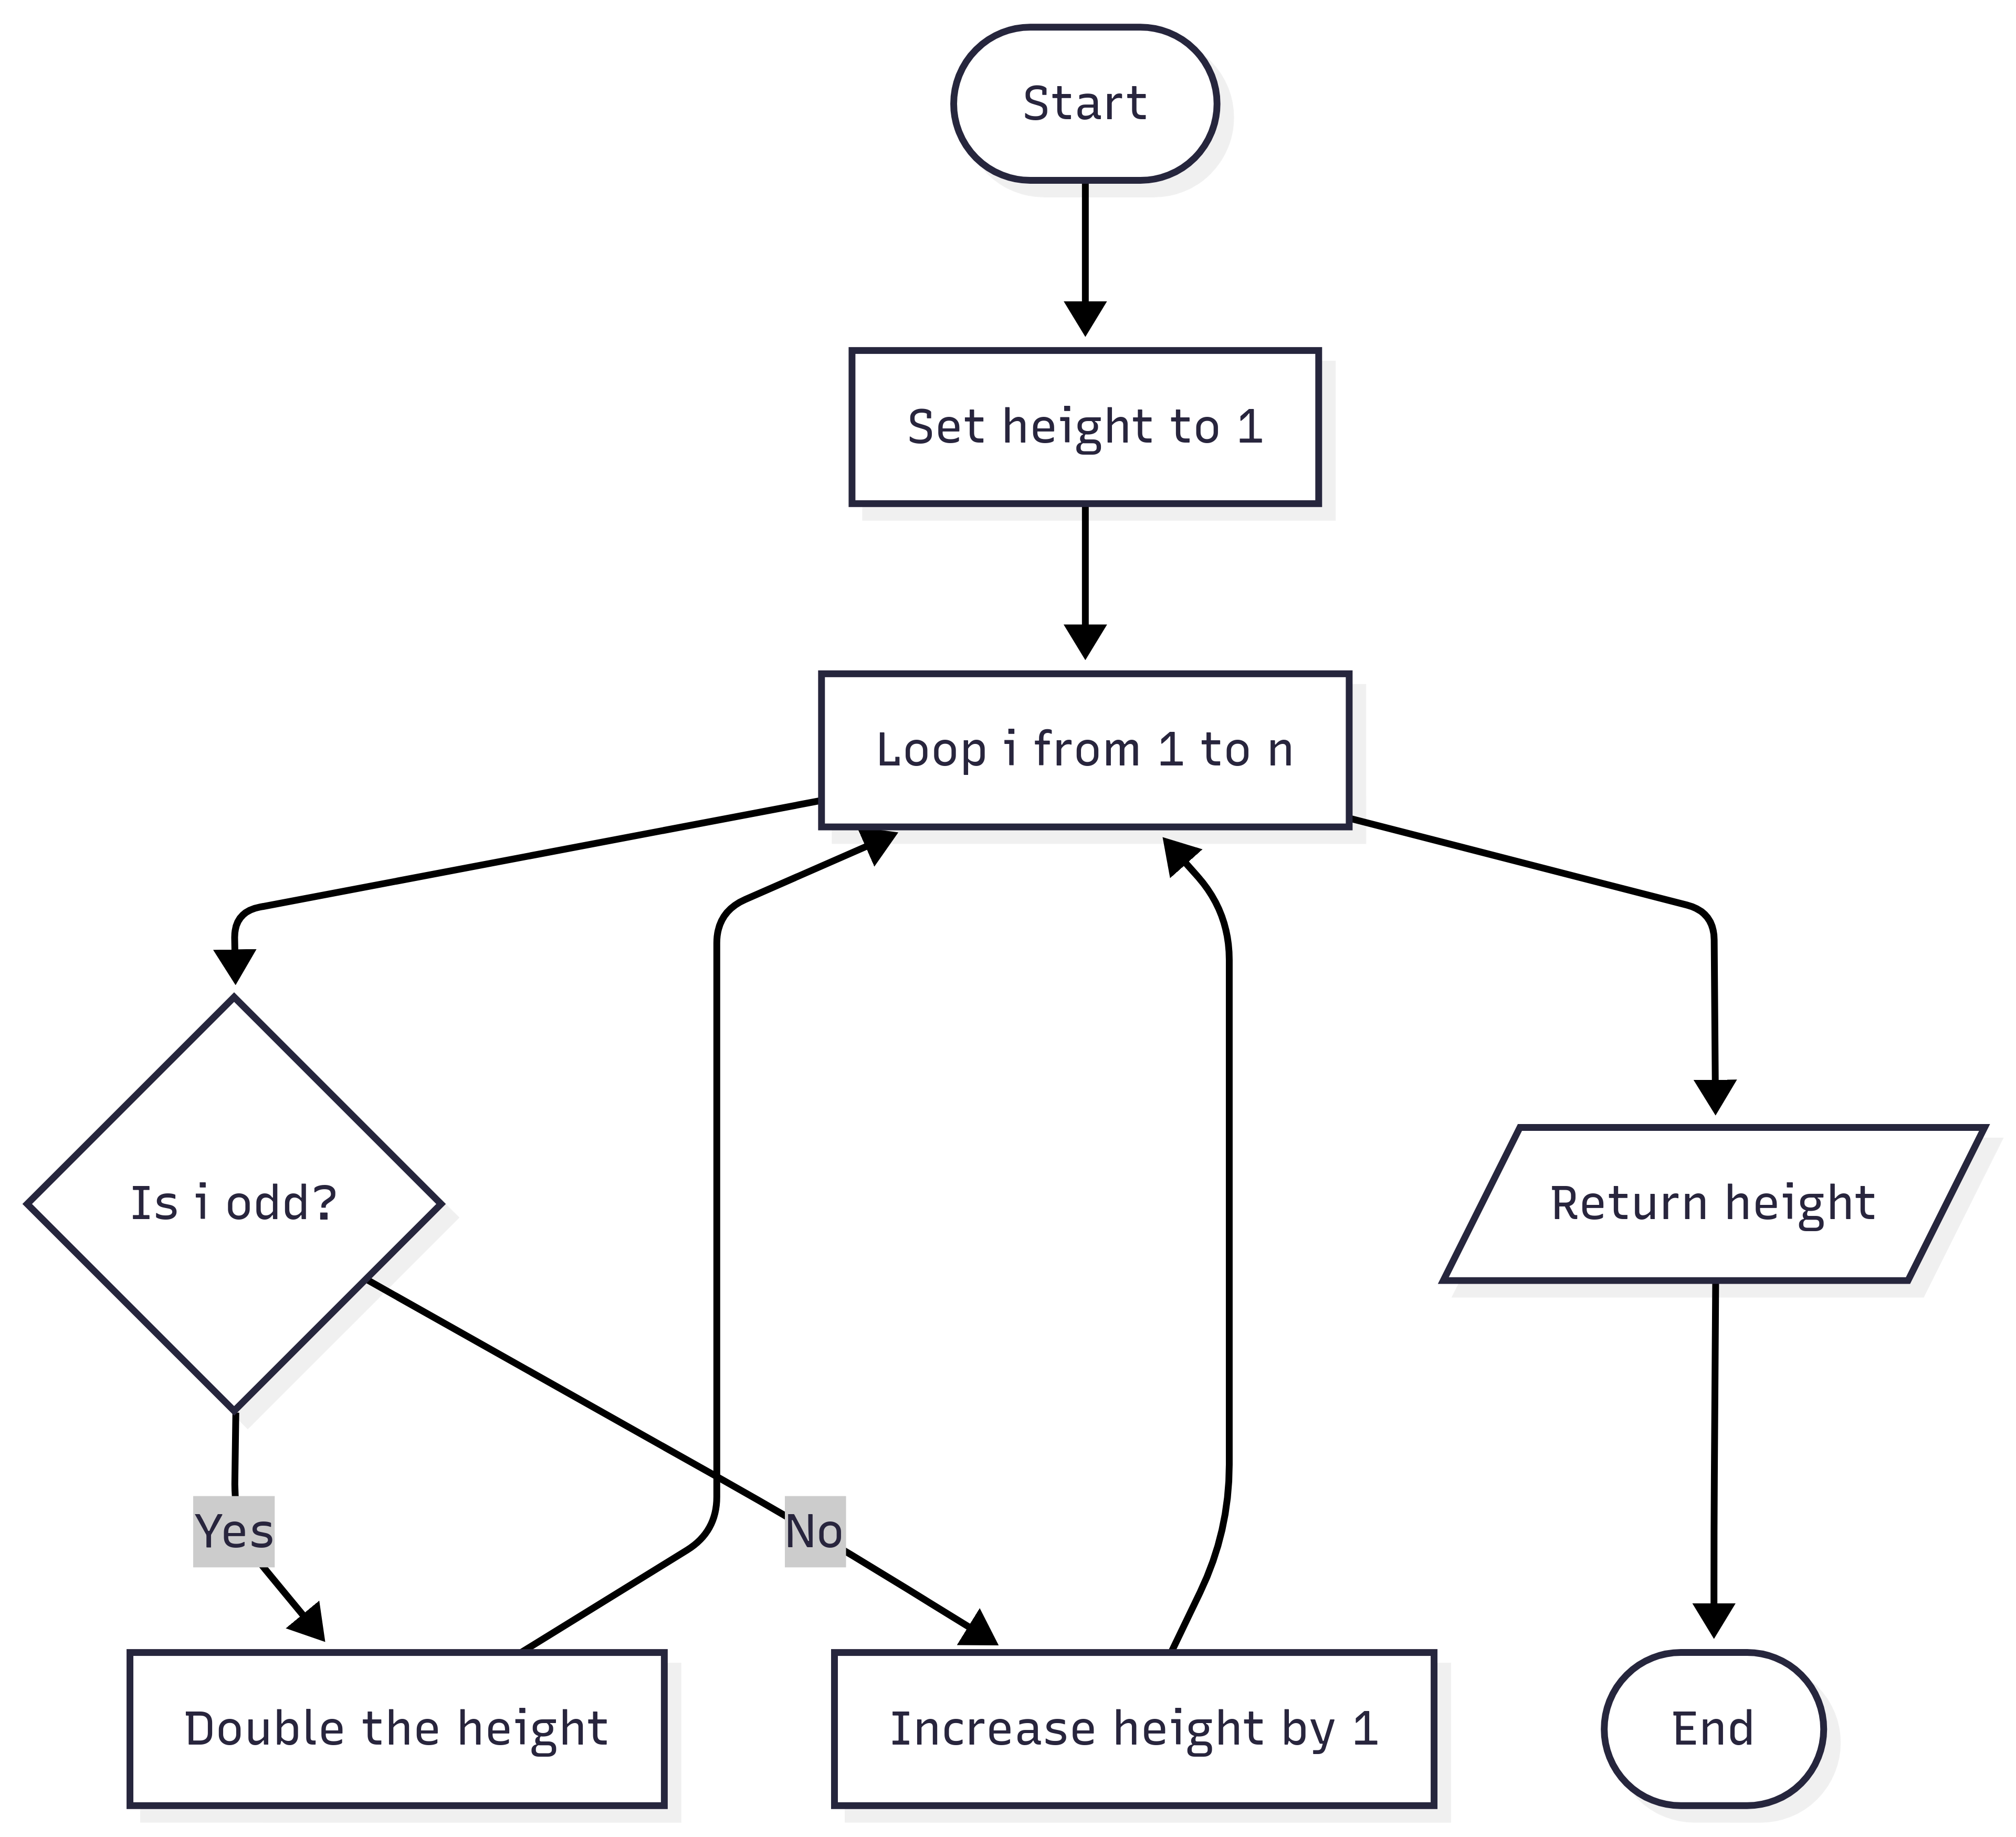 Start
Set height to 1
Loop i from 1 to n
Is i odd?
Return height
Yes
No
Double the height
Increase height by 1
End